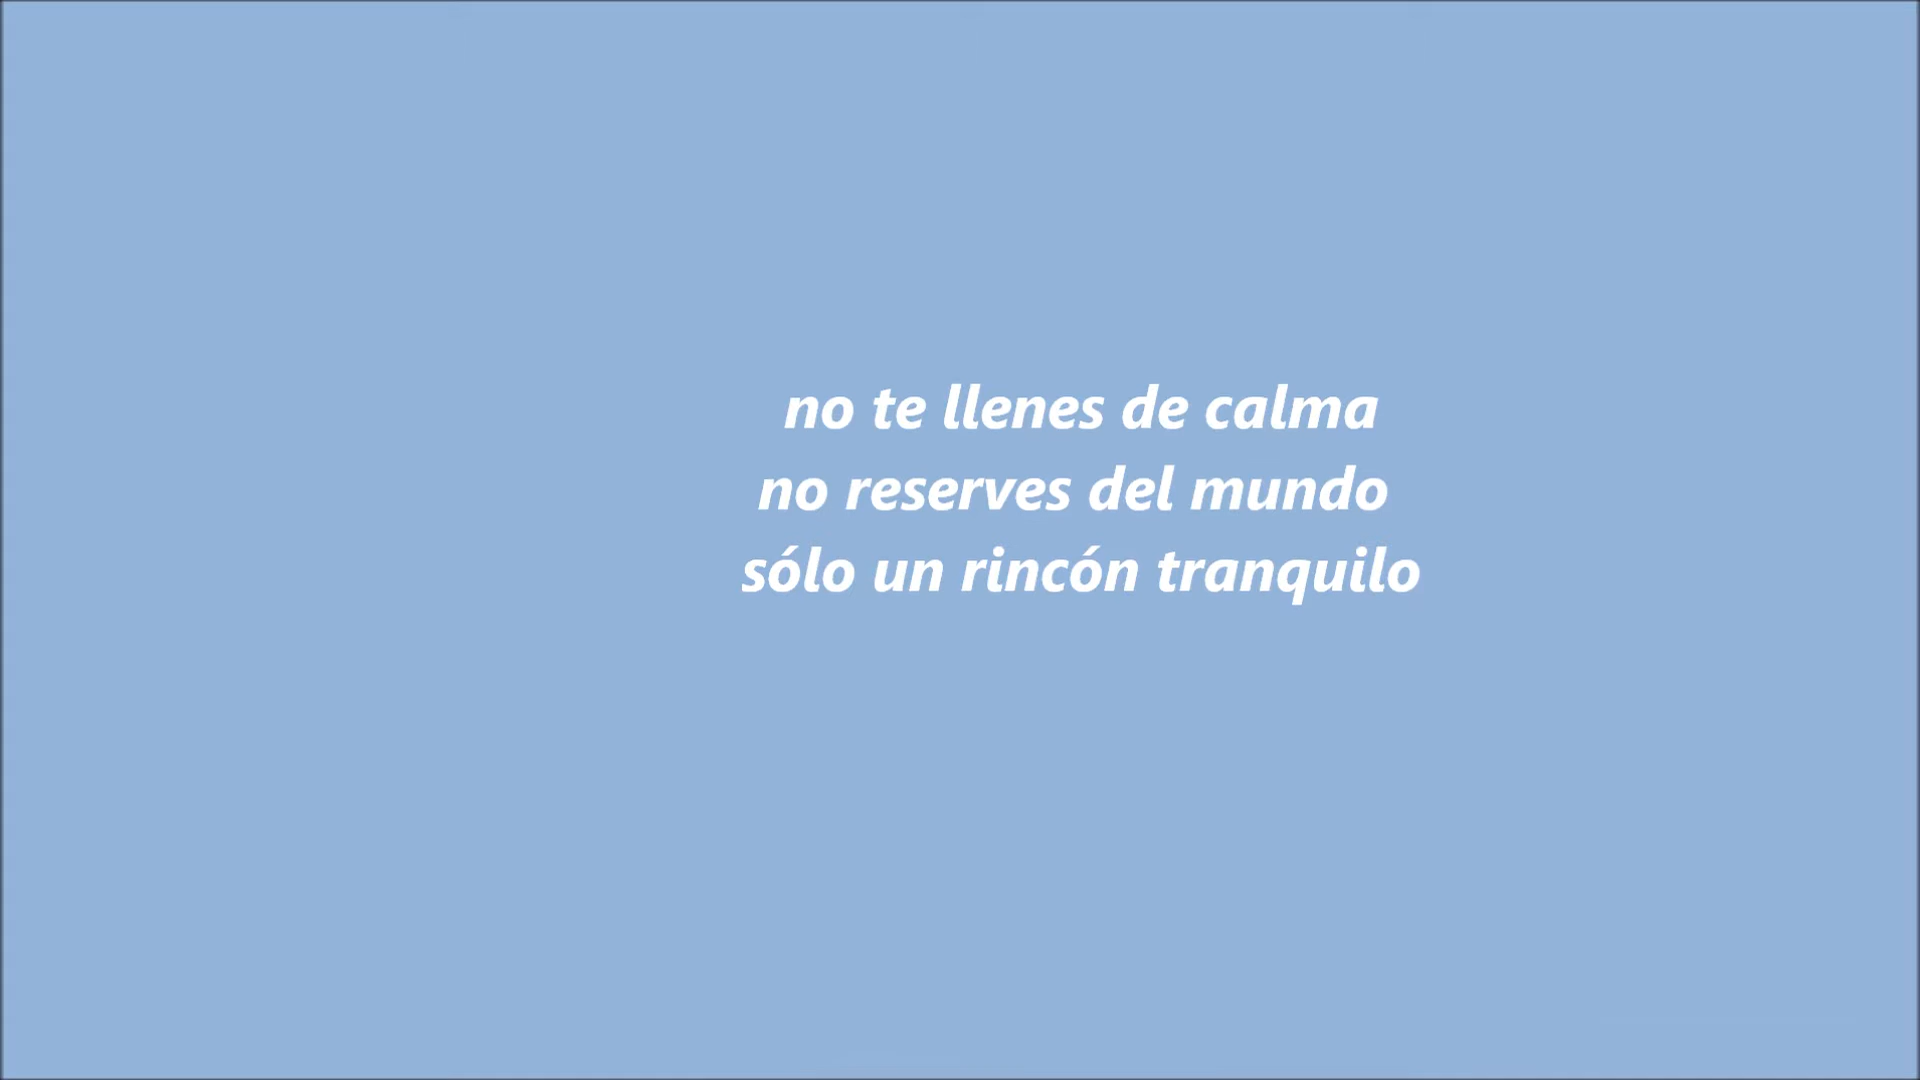 no te llenes de calma
no reserves del mundo
sólo un rincón tranquilo